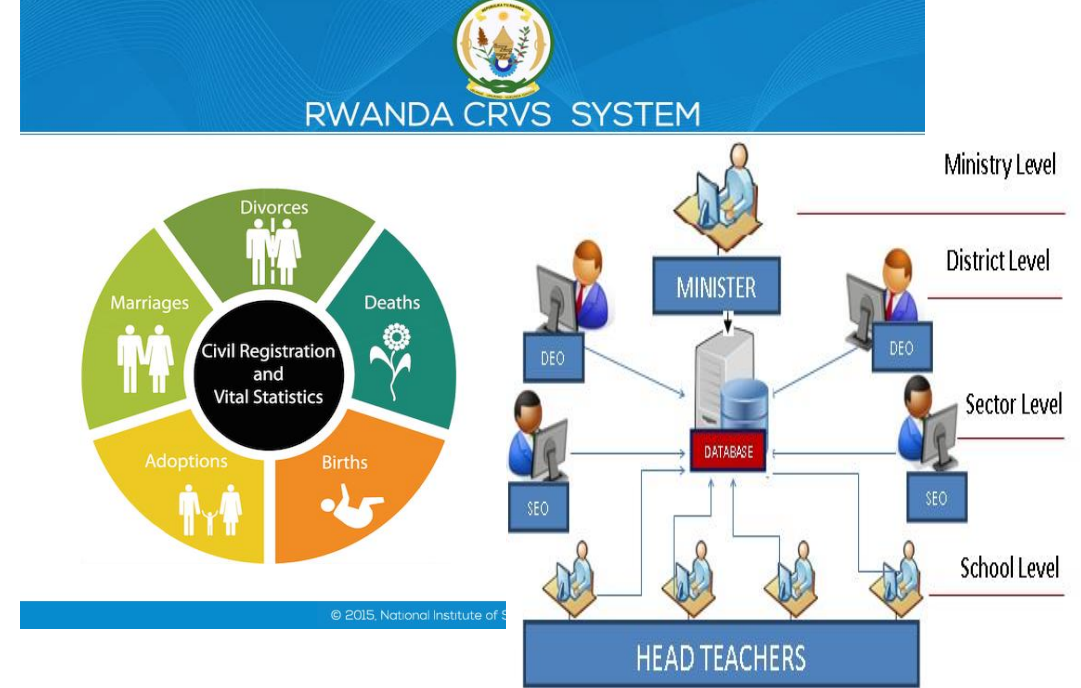 RWANDA CRVS SYSTEM
Divorces
Marriages
Deaths
Civil Registration
and
Vital Statistics
Adoptions
Births
© 2015, National Institute of
Ministry Level
District Level
MINISTER
DEO
DEO
Sector Level
DATABASE
SEO
SEO
School Level
HEAD TEACHERS